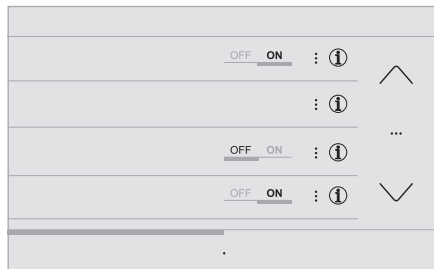 OFF ON ⋮ i
⋮ i
...
OFF ON ⋮ i
OFF ON ⋮ i
.